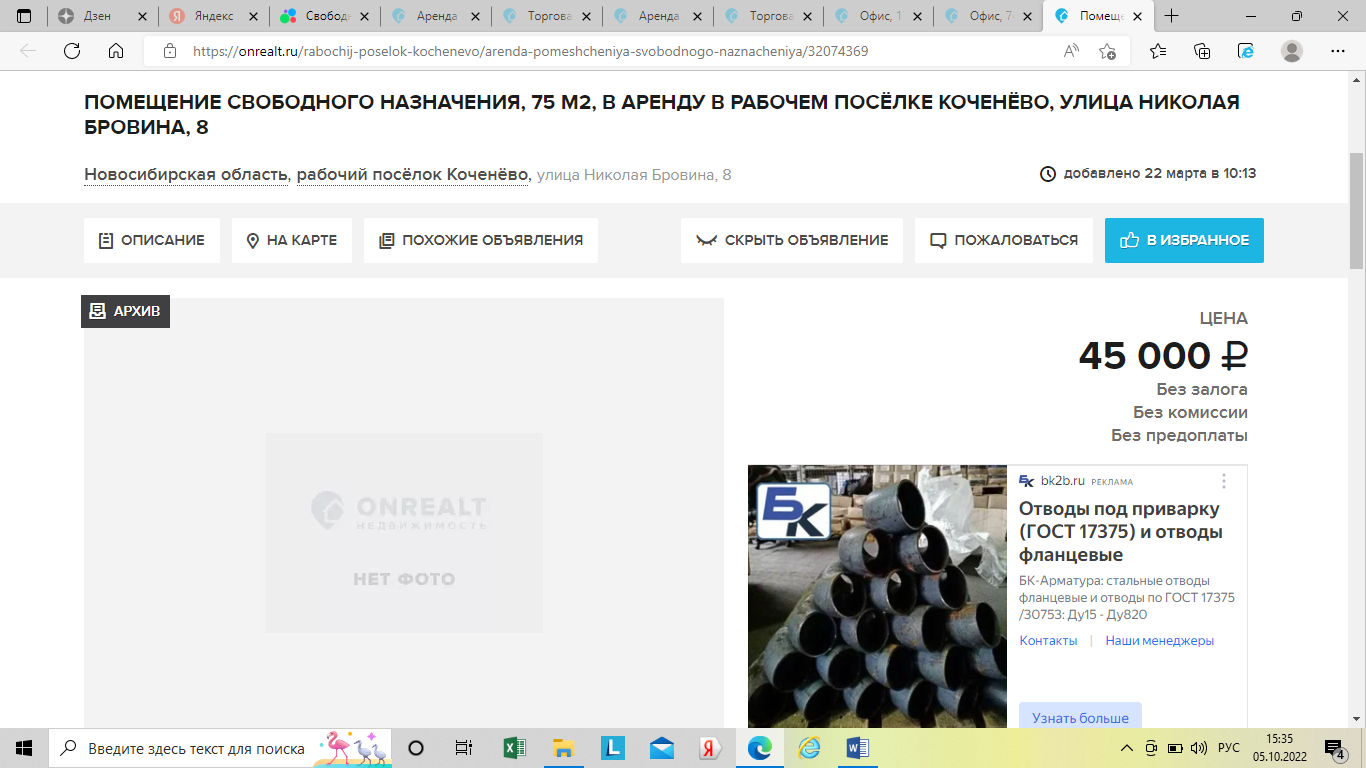 Дзен
Яндекс
Свободн
Аренда
Торгова
Аренда
Торгова
Офис, 1
Офис, 7
Помеще
https://onrealt.ru/rabochij-poselok-kochenevo/arenda-pomeshcheniya-svobodnogo-naznacheniya/32074369
ПОМЕЩЕНИЕ СВОБОДНОГО НАЗНАЧЕНИЯ, 75 М2, В АРЕНДУ В РАБОЧЕМ ПОСЁЛКЕ КОЧЕНЁВО, УЛИЦА НИКОЛАЯ
БРОВИНА, 8
Новосибирская область, рабочий посёлок Коченёво, улица Николая Бровина, 8
добавлено 22 марта в 10:13
ОПИСАНИЕ
НА КАРТЕ
ПОХОЖИЕ ОБЪЯВЛЕНИЯ
СКРЫТЬ ОБЪЯВЛЕНИЕ
ПОЖАЛОВАТЬСЯ
В ИЗБРАННОЕ
АРХИВ
ONREALT
НЕДВИЖИМОСТЬ
НЕТ ФОТО
ЦЕНА
45 000 ₽
Без залога
Без комиссии
Без предоплаты
БК
БК bk2b.ru РЕКЛАМА
Отводы под приварку
(ГОСТ 17375) и отводы
фланцевые
БК-Арматура: стальные отводы
фланцевые и отводы по ГОСТ 17375
/30753: Ду15 - Ду820
Контакты | Наши менеджеры
Узнать больше
Введите здесь текст для поиска
РУС
15:35
05.10.2022
4